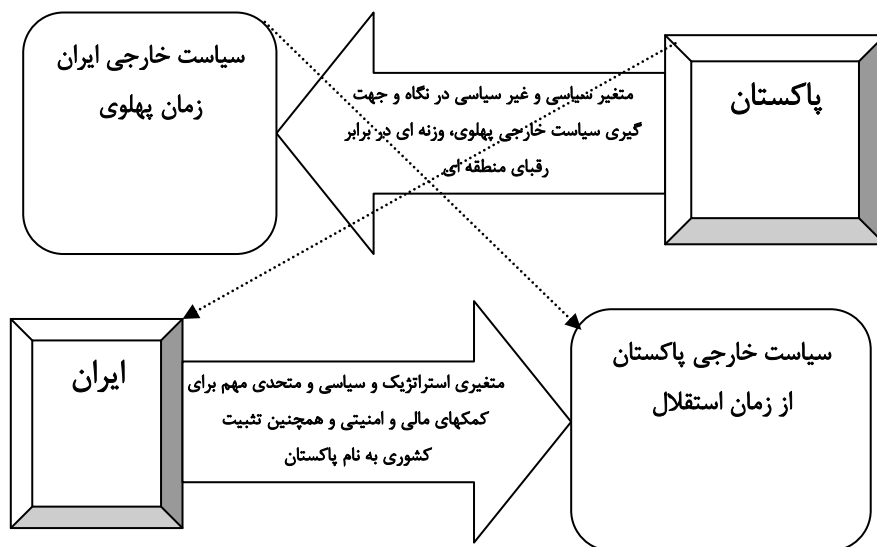 پاکستان
متغیر سیاسی و غیر سیاسی در نگاه و جهت
گیری سیاست خارجی پهلوی، وزنه ای در برابر
رقبای منطقه ای
سیاست خارجی ایران
زمان پهلوی
ایران
متغیری استراتژیک و سیاسی و متحدی مهم برای
کمکهای مالی و امنیتی و همچنین تثبیت
کشوری به نام پاکستان
سیاست خارجی پاکستان
از زمان استقلال